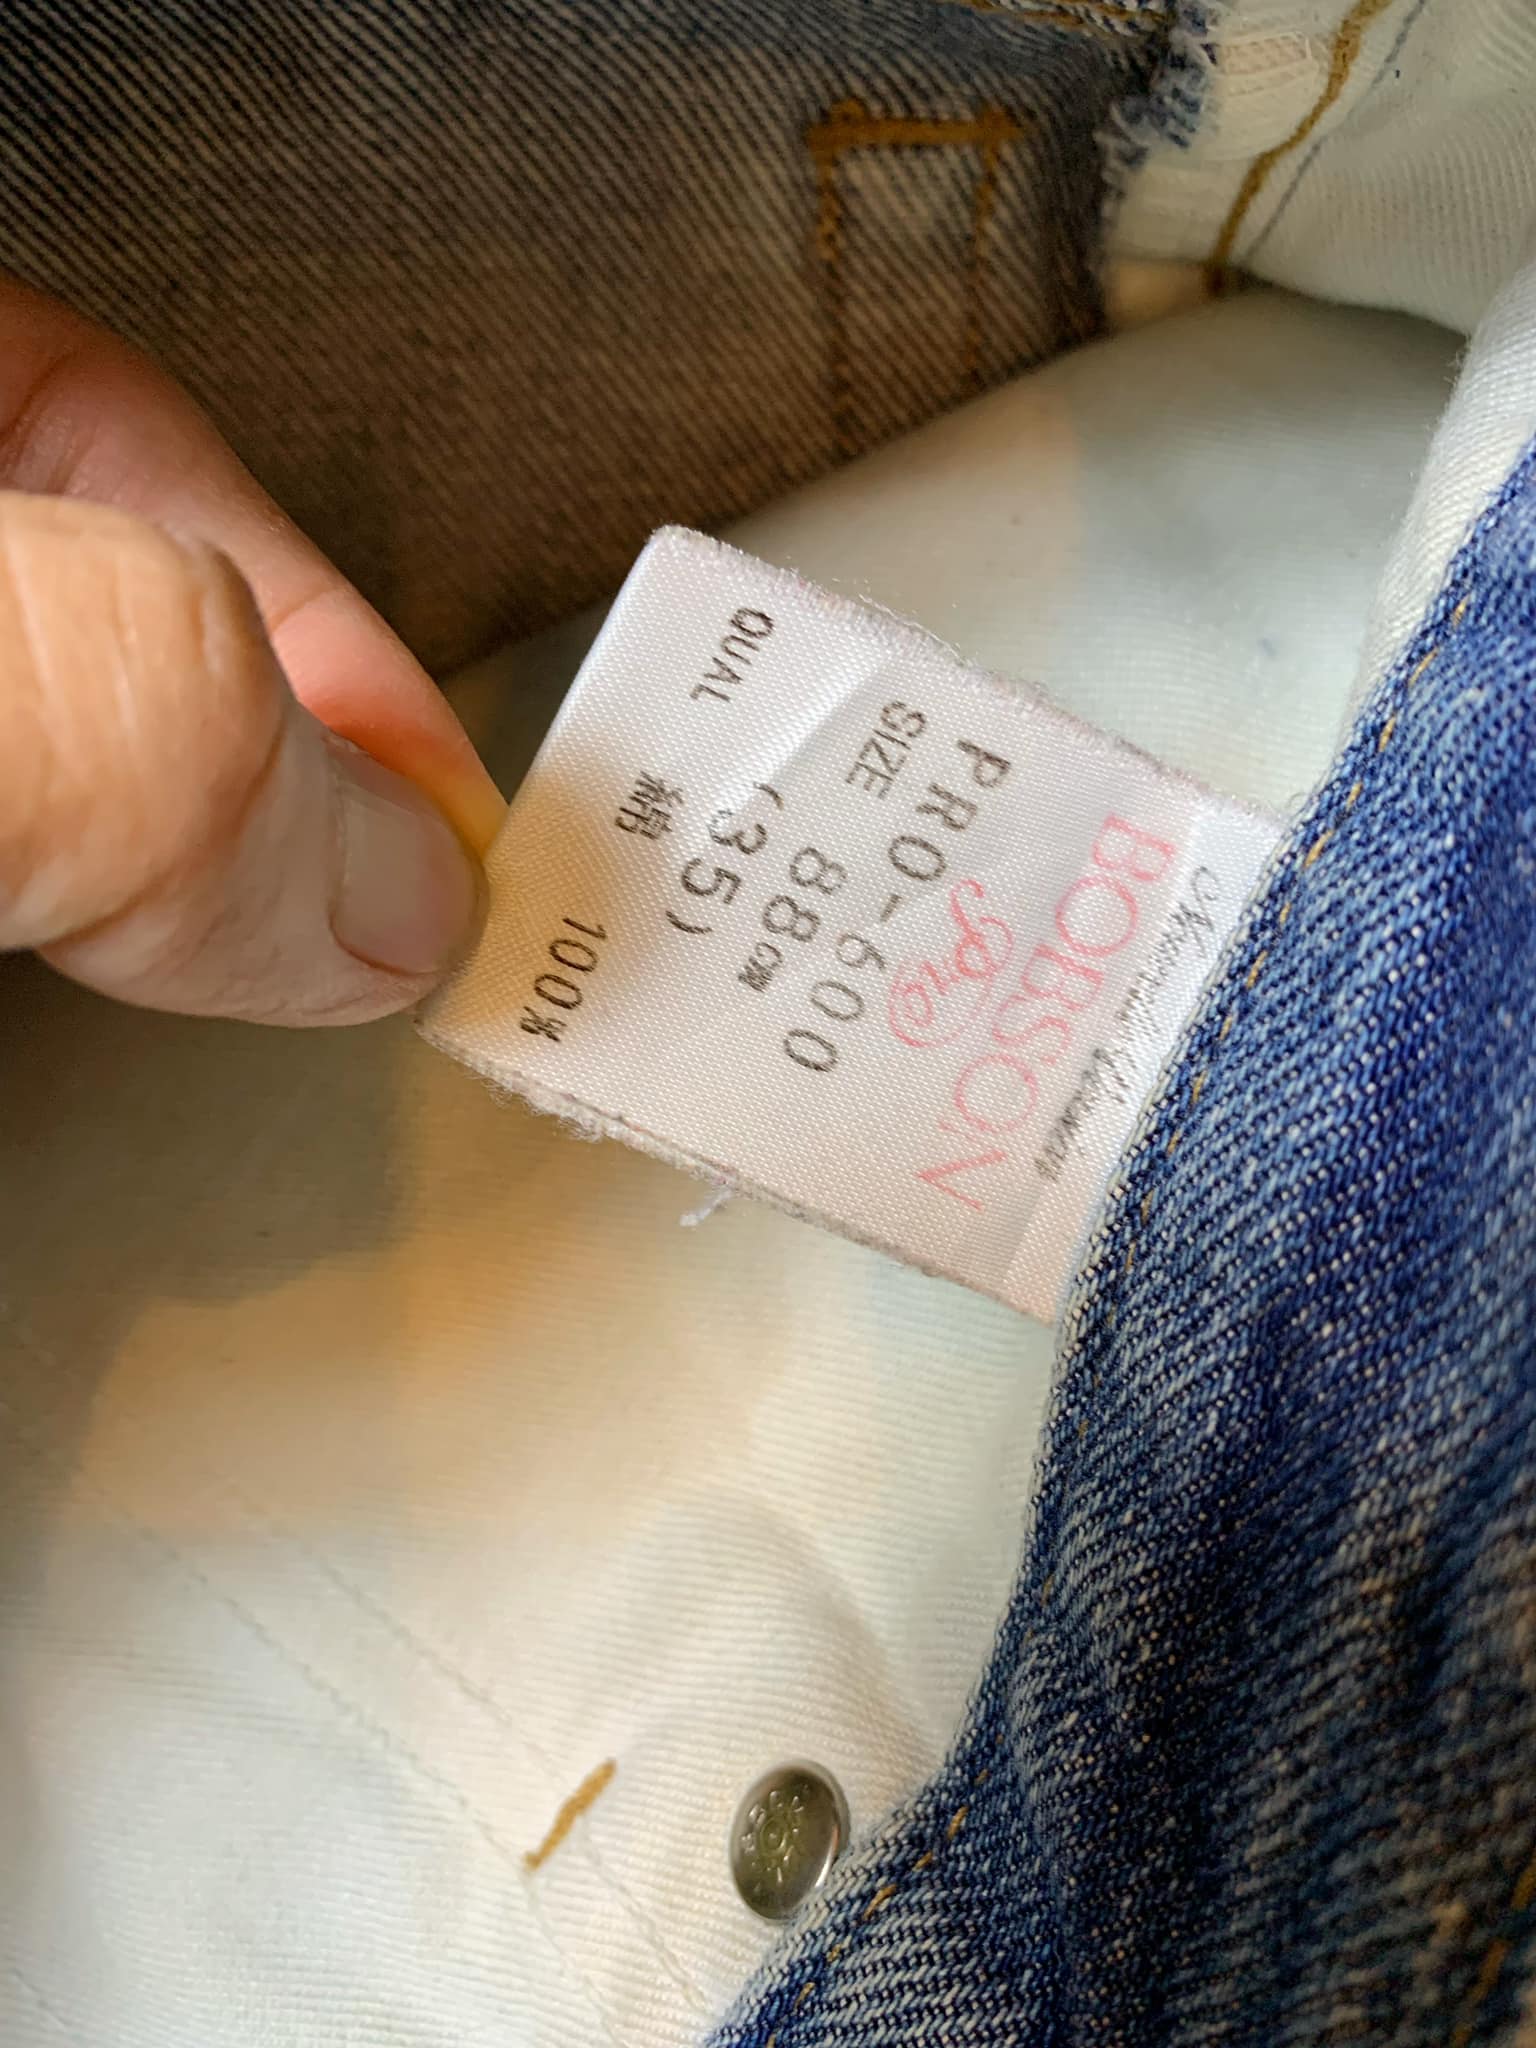 BOBSON
Pro
PRO-600
SIZE 88CM
(35)
QUAL 綿 100%